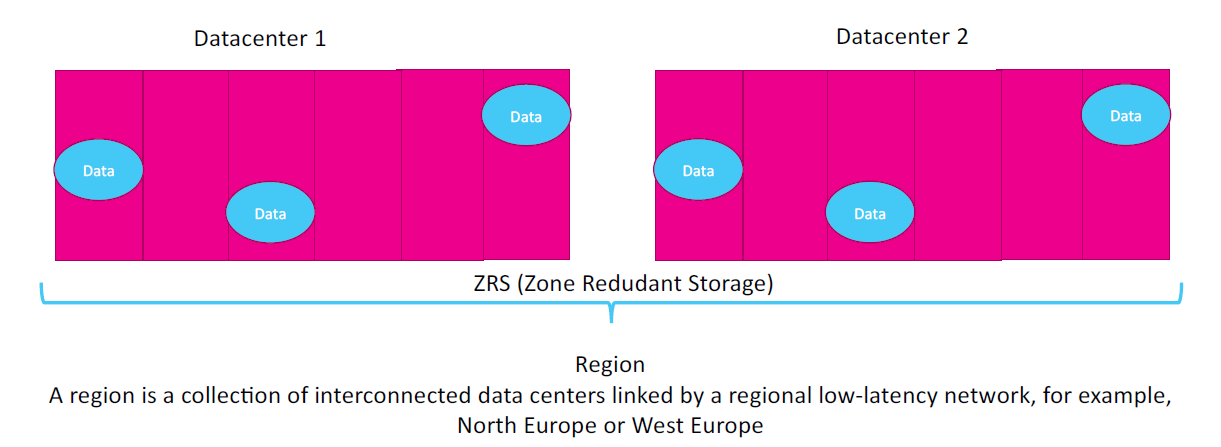 Datacenter 1
Datacenter 2
Data
Data
Data
Data
Data
Data
ZRS (Zone Redudant Storage)
Region
A region is a collection of interconnected data centers linked by a regional low-latency network, for example,
North Europe or West Europe